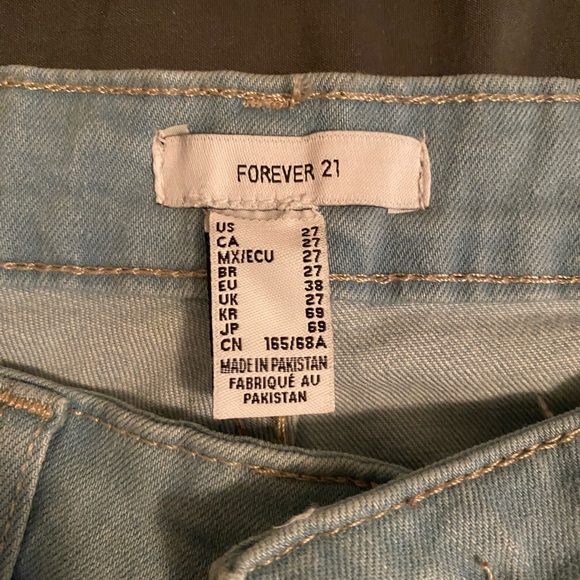 FOREVER 21
US 27
CA 27
MX/ECU 27
BR 27
EU 38
UK 27
KR 69
JP 69
CN 165/68A
MADE IN PAKISTAN
FABRIQUÉ AU
PAKISTAN